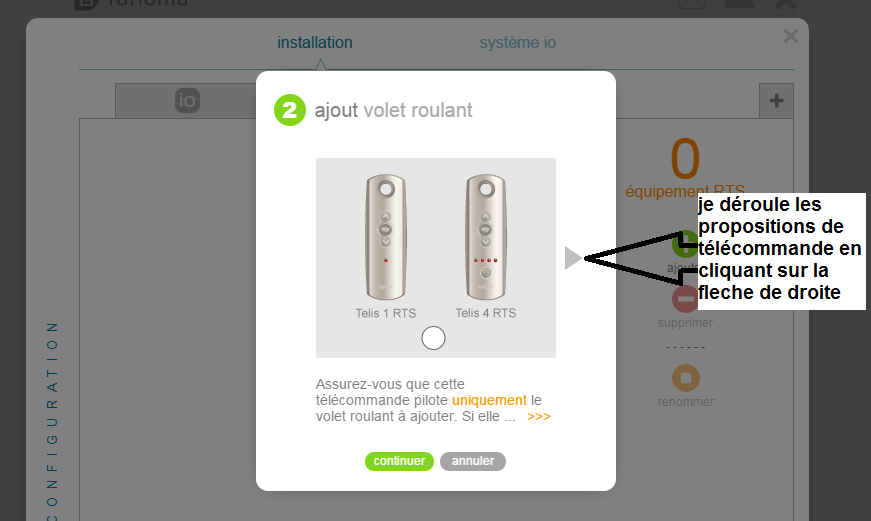 installation
système io
io
2
ajout volet roulant
0
équipement RTS
je déroule les
propositions de
télécommande en
cliquant sur la
fleche de droite
ajouter
supprimer
renommer
Telis 1 RTS
Telis 4 RTS
Assurez-vous que cette
télécommande pilote uniquement le
volet roulant à ajouter. Si elle ... >>>
continuer
annuler
CONFIGURATION